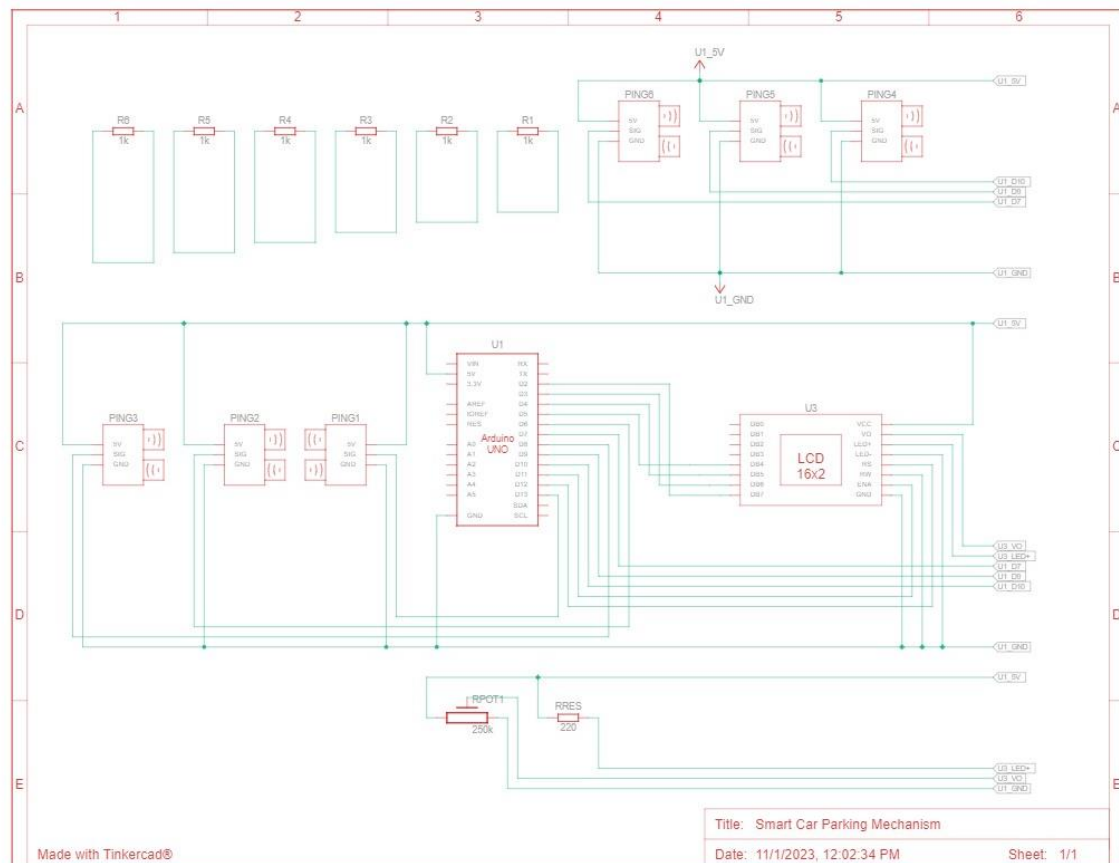 1 2 3 4 5 6
U1_5V
U1_5V
A A
PING6 PING5 PING4
5V 5V 5V
SIG SIG SIG
GND GND GND
R6 R5 R4 R3 R2 R1
1k 1k 1k 1k 1k 1k
U1_D10
U1_D9
U1_D7
B B
U1_GND
U1_GND
U1_5V
U1
VIN RX
5V TX
3.3V D2
D3
AREF D4
IOREF D5
RES D6
D7
A0 D8
A1 D9
A2 D10
A3 D11
A4 D12
A5 D13
SDA
GND SCL
Arduino
UNO
C C
PING3 PING2 PING1
5V 5V 5V
SIG SIG SIG
GND GND GND
U3
DB0 VCC
DB1 VO
DB2 LED+
DB3 LED-
DB4 RS
DB5 RW
DB6 ENA
DB7 GND
LCD
16x2
U3_VO
U3_LED+
U1_D7
U1_D9
U1_D10
D D
U1_GND
U1_5V
RPOT1 RRES
250k 220
U3_LED+
U3_VO
U1_GND
E E
Title: Smart Car Parking Mechanism
Made with Tinkercad®
Date: 11/1/2023, 12:02:34 PM Sheet: 1/1